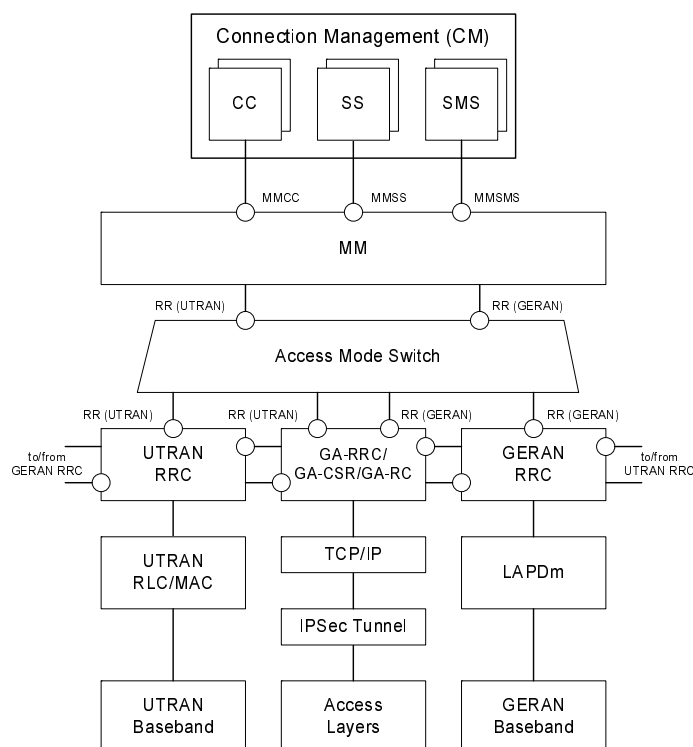 Connection Management (CM)
CC
SS
SMS
MMCC
MMSS
MMSMS
MM
RR (UTRAN)
RR (GERAN)
Access Mode Switch
RR (UTRAN)
RR (UTRAN)
RR (GERAN)
RR (GERAN)
to/from
GERAN RRC
UTRAN
RRC
GA-RRC/
GA-CSR/GA-RC
GERAN
RRC
to/from
UTRAN RRC
UTRAN
RLC/MAC
TCP/IP
LAPDm
IPSec Tunnel
UTRAN
Baseband
Access
Layers
GERAN
Baseband